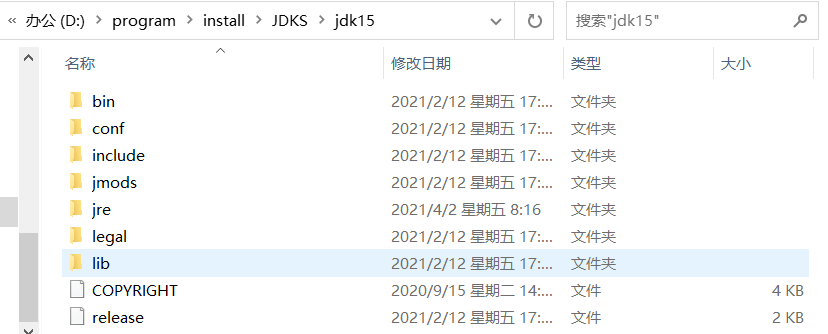 « 办公 (D:) › program › install › JDKS › jdk15 搜索"jdk15"
名称 修改日期 类型 大小
bin 2021/2/12 星期五 17:... 文件夹
conf 2021/2/12 星期五 17:... 文件夹
include 2021/2/12 星期五 17:... 文件夹
jmods 2021/2/12 星期五 17:... 文件夹
jre 2021/4/2 星期五 8:16 文件夹
legal 2021/2/12 星期五 17:... 文件夹
lib 2021/2/12 星期五 17:... 文件夹
COPYRIGHT 2020/9/15 星期二 14:... 文件 4 KB
release 2021/2/12 星期五 17:... 文件 2 KB